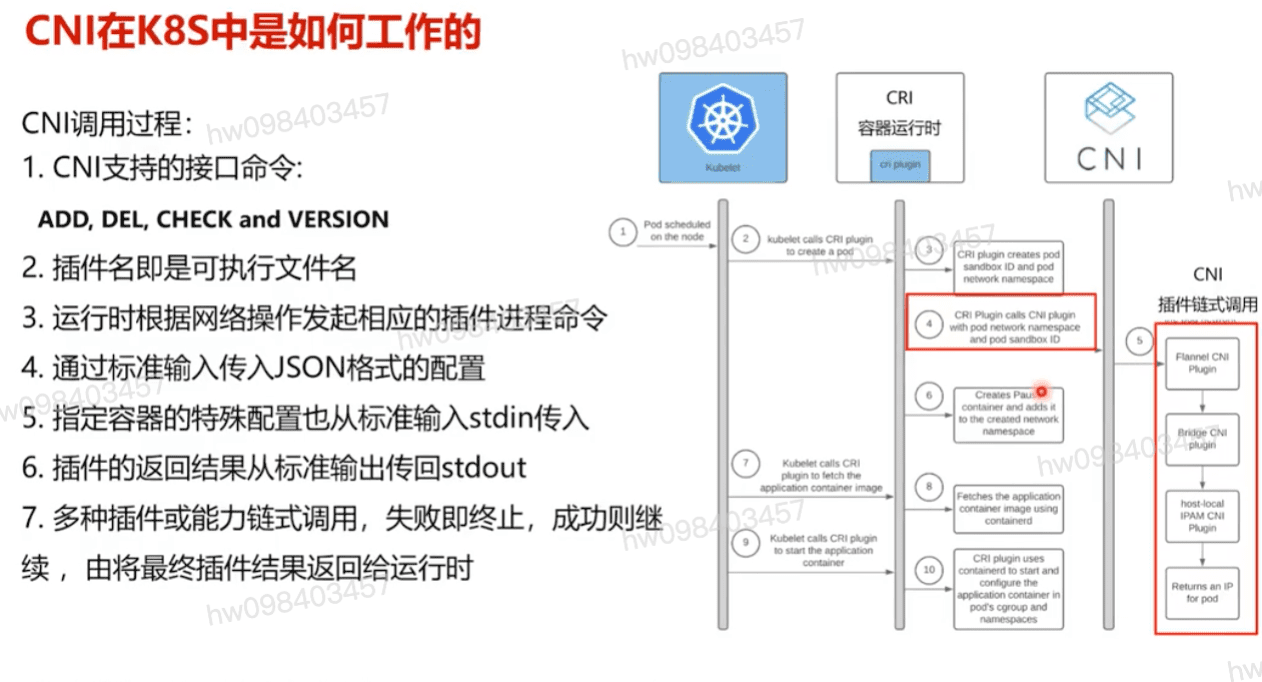 CNI在K8S中是如何工作的
CNI调用过程：
1. CNI支持的接口命令:
ADD, DEL, CHECK and VERSION
2. 插件名即是可执行文件名
3. 运行时根据网络操作发起相应的插件进程命令
4. 通过标准输入传入JSON格式的配置
5. 指定容器的特殊配置也从标准输入stdin传入
6. 插件的返回结果从标准输出传回stdout
7. 多种插件或能力链式调用，失败即终止，成功则继
续 ，由将最终插件结果返回给运行时
Kubelet
CRI
容器运行时
cri plugin
CNI
1
Pod scheduled
on the node
2
kubelet calls CRI plugin
to create a pod
3
CRI plugin creates pod
sandbox ID and pod
network namespace
4
CRI Plugin calls CNI plugin
with pod network namespace
and pod sandbox ID
5
CNI
插件链式调用
Flannel CNI
Plugin
Bridge CNI
plugin
host-local
IPAM CNI
Plugin
Returns an IP
for pod
6
Creates
container and adds it
to the created network
namespace
7
Kubelet calls CRI
plugin to fetch the
application container image
8
Fetches the application
container image using
containerd
9
Kubelet calls CRI plugin
to start the application
container
10
CRI plugin uses
containerd to start and
configure the
application container in
pod's cgroup and
namespaces
hw098403457
hw098403457
hw098403457
hw098403457
hw098403457
hw098403457
hw098403457
hw098403457
hw
hw